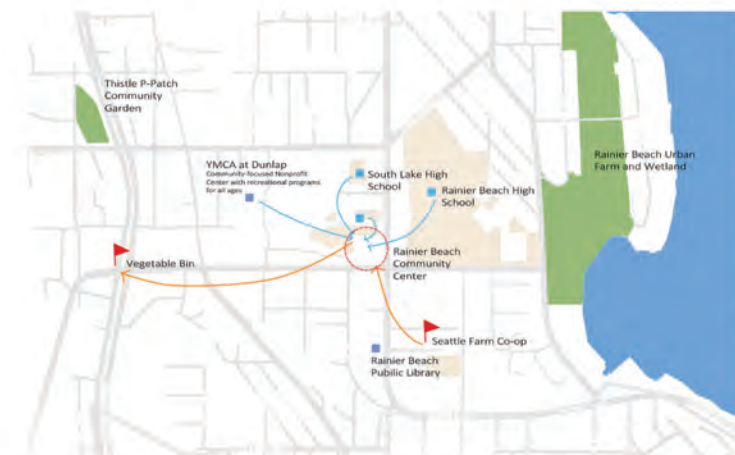 Thistle P-Patch
Community
Garden
YMCA at Dunlap
Community-focused Nonprofit
Center with recreasional programs
for all ages
South Lake High
School
Rainier Beach High
School
Rainier Beach Urban
Farm and Wetland
Vegetable Bin
Rainier Beach
Community
Center
Seattle Farm Co-op
Rainier Beach
Pubilc Library